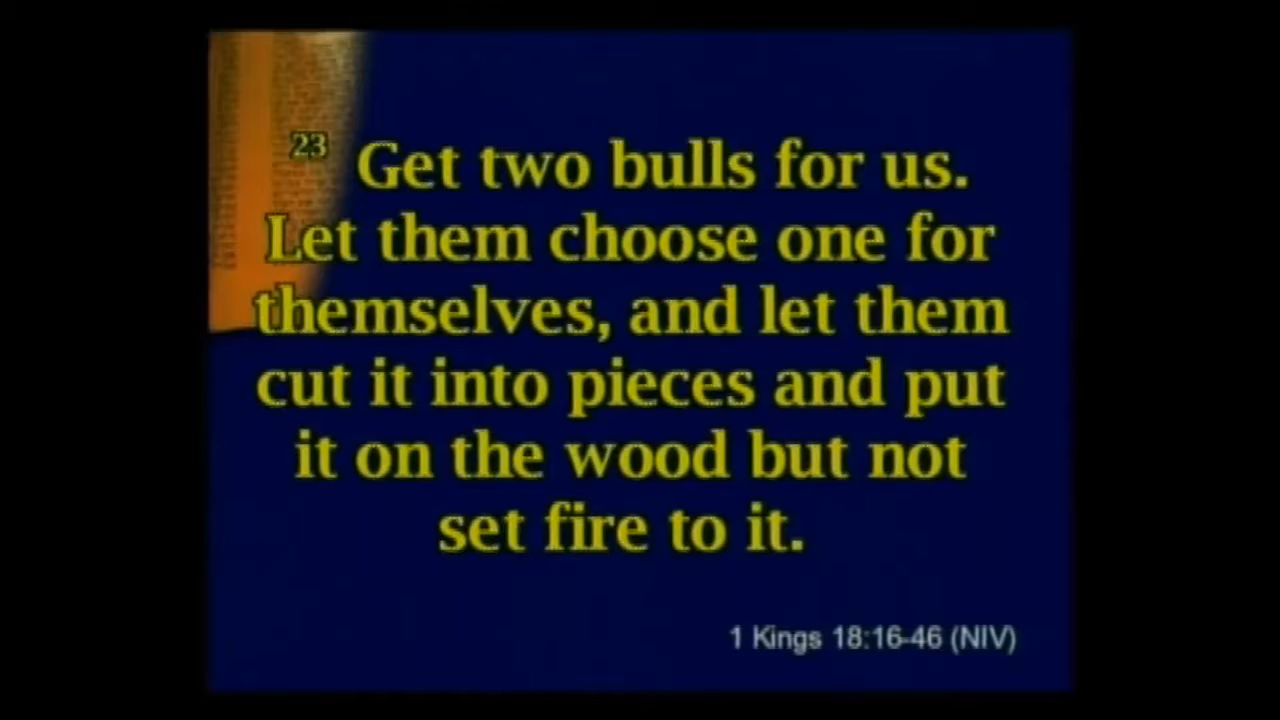 23 Get two bulls for us.
Let them choose one for
themselves, and let them
cut it into pieces and put
it on the wood but not
set fire to it.
1 Kings 18:16-46 (NIV)